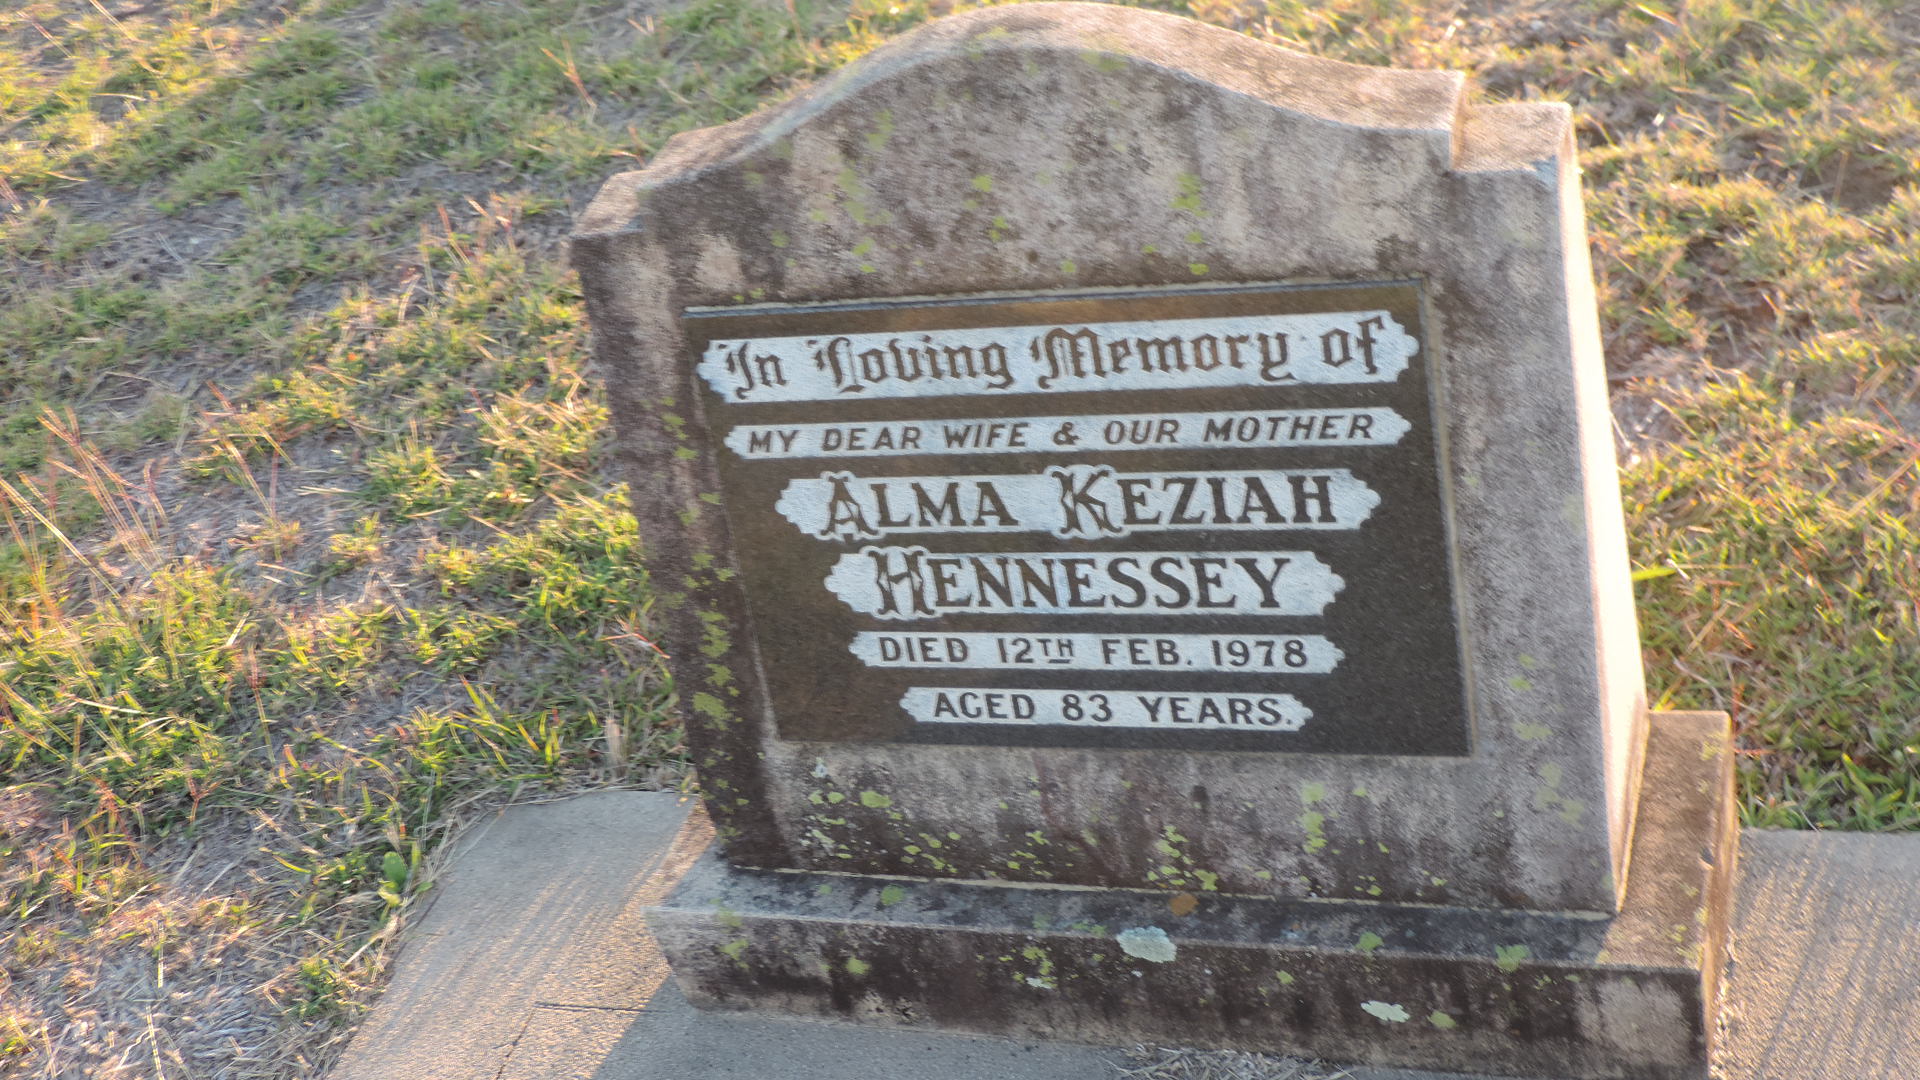 In Loving Memory of
MY DEAR WIFE & OUR MOTHER
ALMA KEZIAH
HENNESSEY
DIED 12TH FEB. 1978
AGED 83 YEARS.